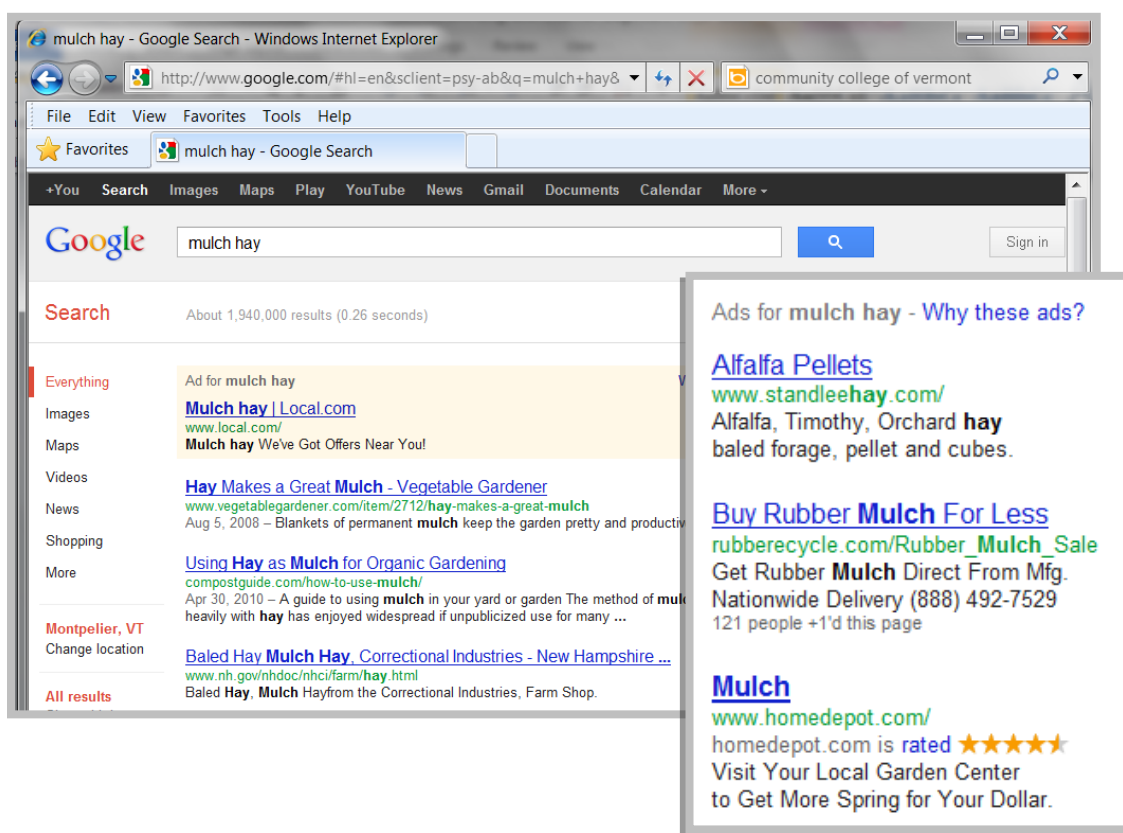 mulch hay - Google Search - Windows Internet Explorer
http://www.google.com/#hl=en&sclient=psy-ab&q=mulch+hay&
community college of vermont
File Edit View Favorites Tools Help
Favorites
mulch hay - Google Search
+You Search Images Maps Play YouTube News Gmail Documents Calendar More
Google
mulch hay
Sign in
Search
About 1,940,000 results (0.26 seconds)
Everything
Images
Maps
Videos
News
Shopping
More
Montpelier, VT
Change location
All results
Ad for mulch hay
Mulch hay | Local.com
www.local.com/
Mulch hay We've Got Offers Near You!
Hay Makes a Great Mulch - Vegetable Gardener
www.vegetablegardener.com/item/2712/hay-makes-a-great-mulch
Aug 5, 2008 – Blankets of permanent mulch keep the garden pretty and
Using Hay as Mulch for Organic Gardening
compostguide.com/how-to-use-mulch/
Apr 30, 2010 – A guide to using mulch in your yard or garden The method of
heavily with hay has enjoyed widespread if unpublicized use for many ...
Baled Hay Mulch Hay, Correctional Industries - New Hampshire ...
www.nh.gov/nhdoc/nhci/farm/hay.html
Baled Hay, Mulch Hayfrom the Correctional Industries, Farm Shop.
Ads for mulch hay - Why these ads?
Alfalfa Pellets
www.standleehay.com/
Alfalfa, Timothy, Orchard hay
baled forage, pellet and cubes.
Buy Rubber Mulch For Less
rubberecycle.com/Rubber_Mulch_Sale
Get Rubber Mulch Direct From Mfg.
Nationwide Delivery (888) 492-7529
121 people +1'd this page
Mulch
www.homedepot.com/
homedepot.com is rated
Visit Your Local Garden Center
to Get More Spring for Your Dollar.